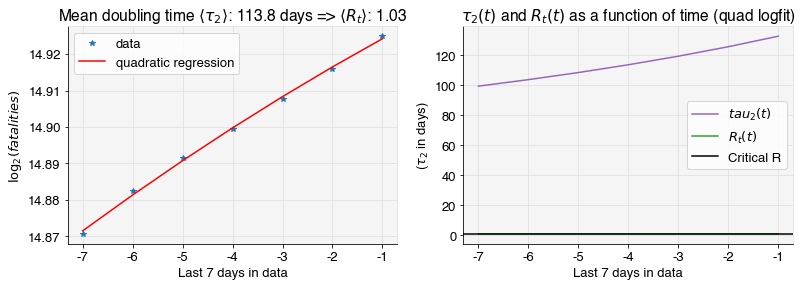 Mean doubling time ⟨τ₂⟩: 113.8 days => ⟨Rₜ⟩: 1.03
14.92
14.91
14.90
14.89
14.88
14.87
log₂(fatalities)
data
quadratic regression
-7 -6 -5 -4 -3 -2 -1
Last 7 days in data
τ₂(t) and Rₜ(t) as a function of time (quad logfit)
120
100
80
60
40
20
0
(τ₂ in days)
tau₂(t)
Rₜ(t)
Critical R
-7 -6 -5 -4 -3 -2 -1
Last 7 days in data